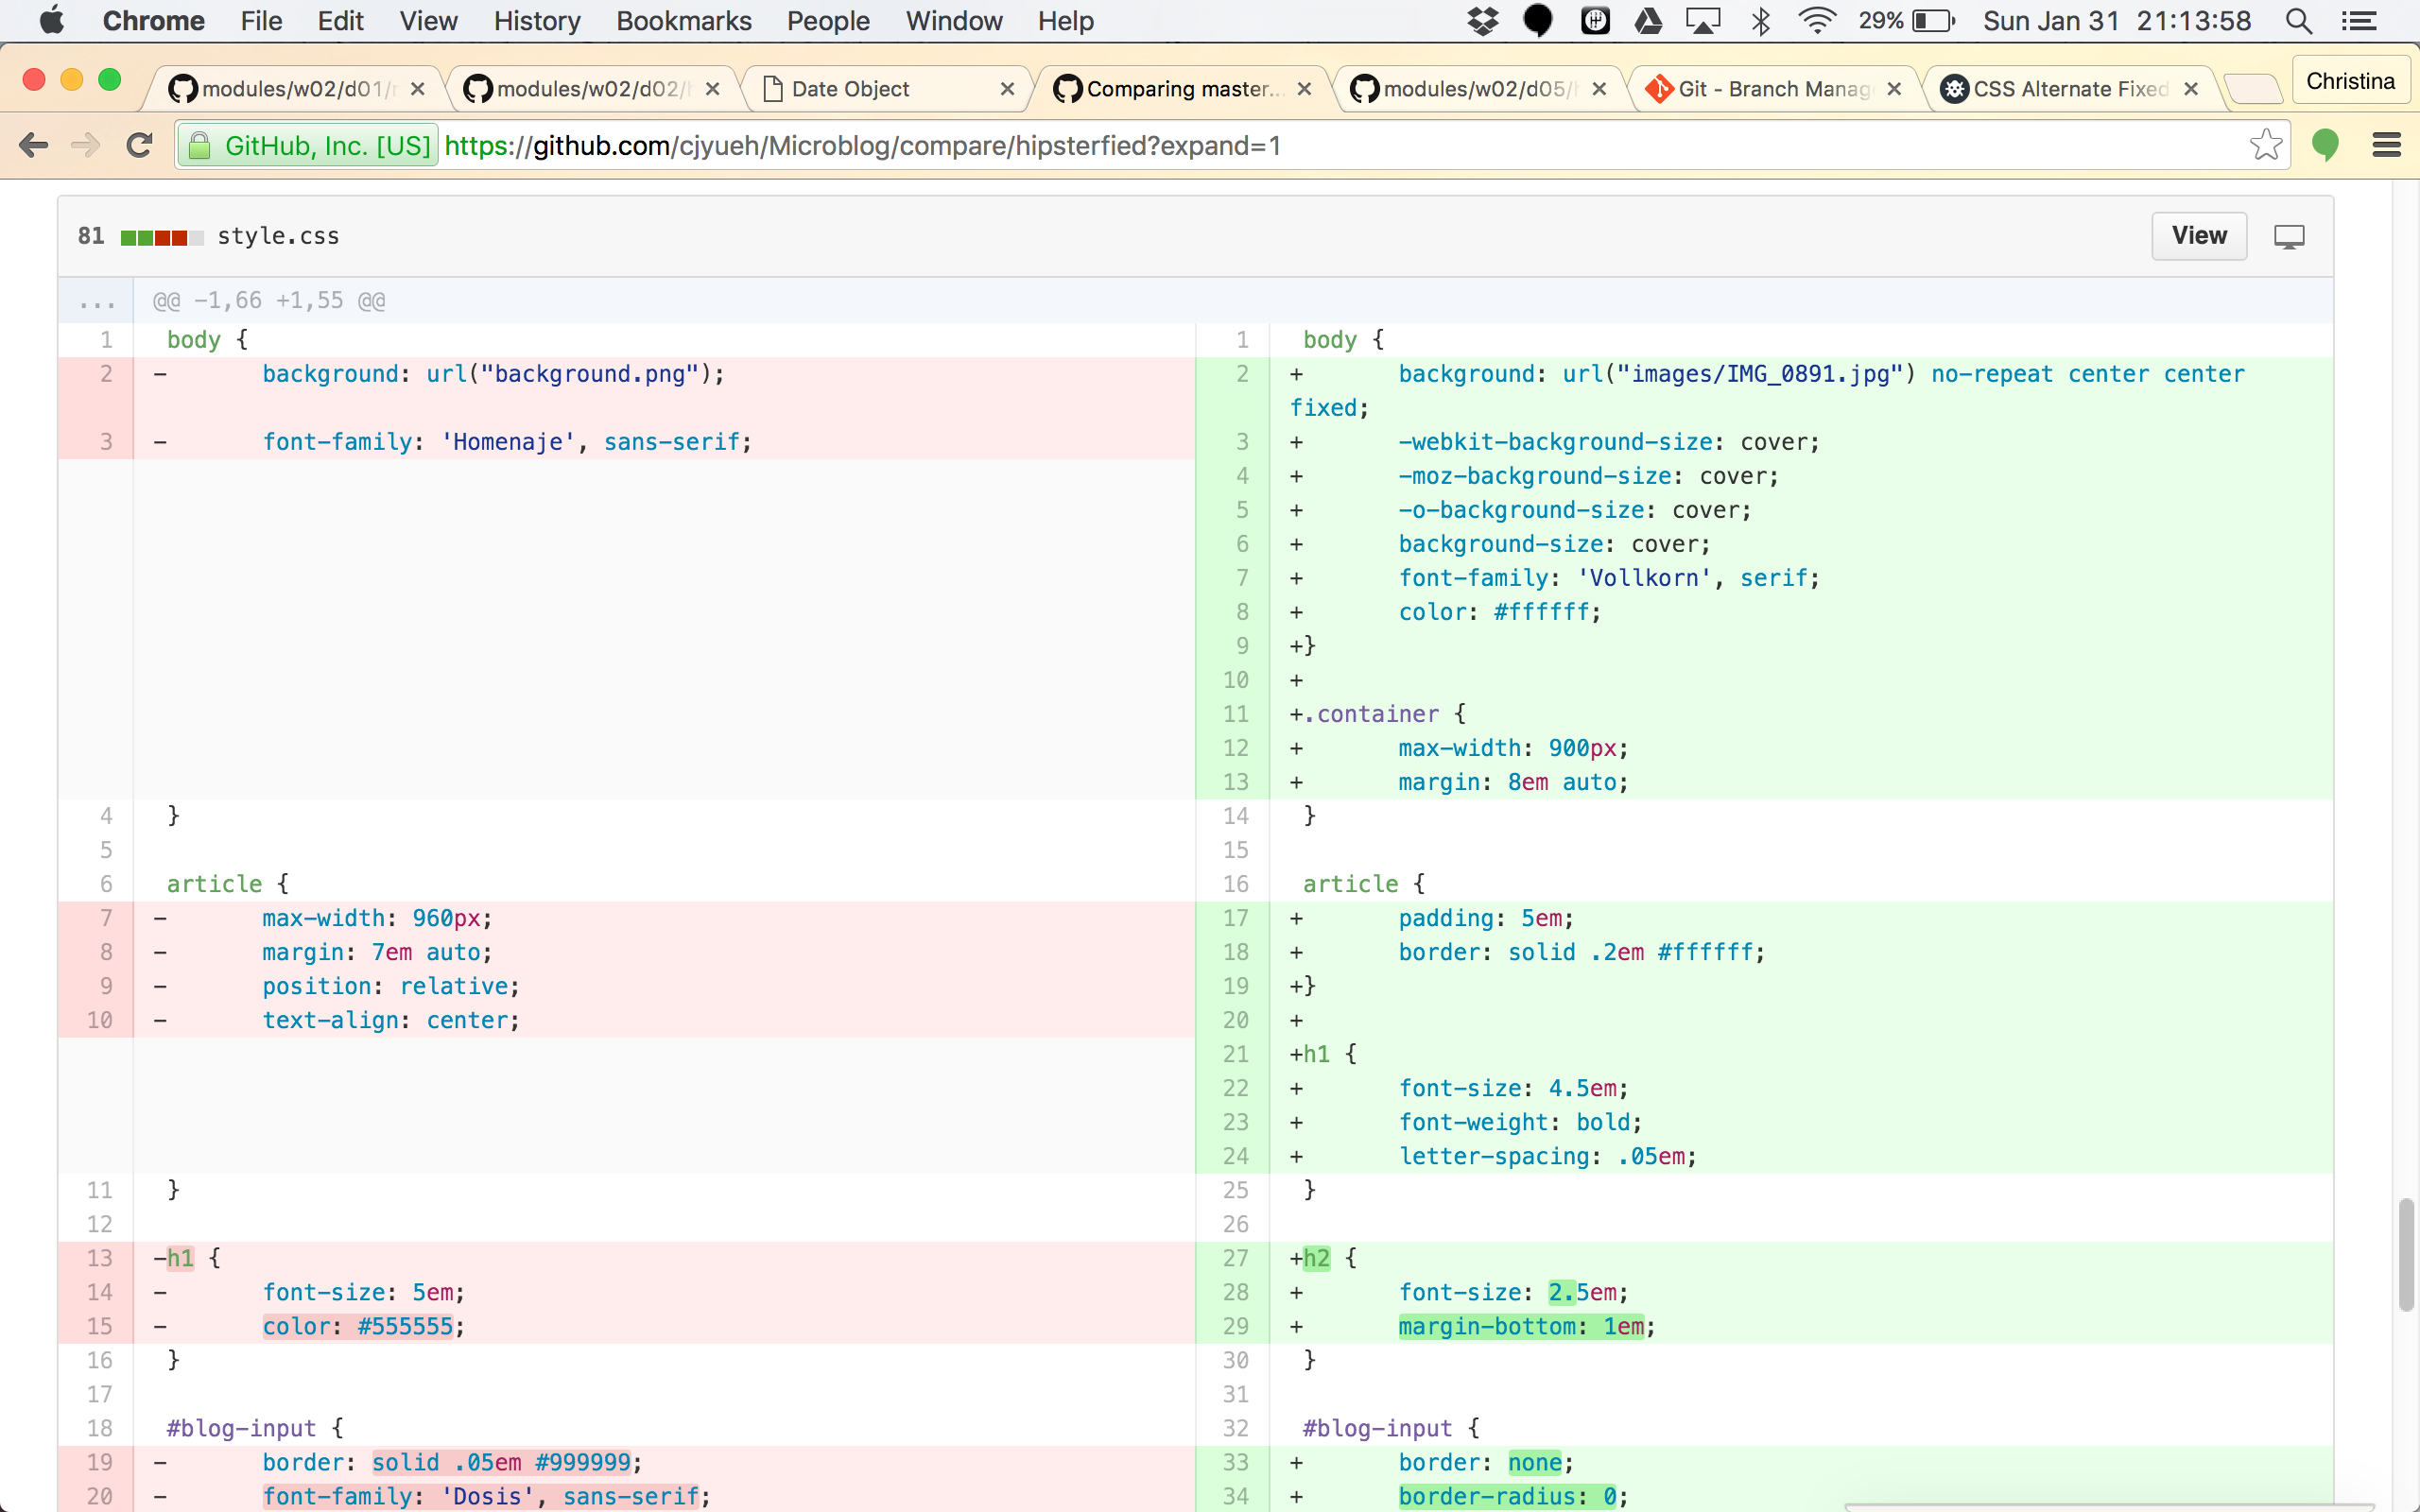 Chrome File Edit View History Bookmarks People Window Help 29% Sun Jan 31 21:13:58
modules/w02/d01/ modules/w02/d02/ Date Object Comparing master... modules/w02/d05/ Git - Branch Manag CSS Alternate Fixed Christina
GitHub, Inc. [US] https://github.com/cjyueh/Microblog/compare/hipsterfied?expand=1
81 style.css View
... @@ -1,66 +1,55 @@
1 body {
2 - background: url("background.png");
3 - font-family: 'Homenaje', sans-serif;
4 }
5
6 article {
7 - max-width: 960px;
8 - margin: 7em auto;
9 - position: relative;
10 - text-align: center;
11 }
12
13 -h1 {
14 - font-size: 5em;
15 - color: #555555;
16 }
17
18 #blog-input {
19 - border: solid .05em #999999;
20 - font-family: 'Dosis', sans-serif;
1 body {
2 + background: url("images/IMG_0891.jpg") no-repeat center center
fixed;
3 + -webkit-background-size: cover;
4 + -moz-background-size: cover;
5 + -o-background-size: cover;
6 + background-size: cover;
7 + font-family: 'Vollkorn', serif;
8 + color: #ffffff;
9 +}
10 +
11 +.container {
12 + max-width: 900px;
13 + margin: 8em auto;
14 }
15
16 article {
17 + padding: 5em;
18 + border: solid .2em #ffffff;
19 +}
20 +
21 +h1 {
22 + font-size: 4.5em;
23 + font-weight: bold;
24 + letter-spacing: .05em;
25 }
26
27 +h2 {
28 + font-size: 2.5em;
29 + margin-bottom: 1em;
30 }
31
32 #blog-input {
33 + border: none;
34 + border-radius: 0;